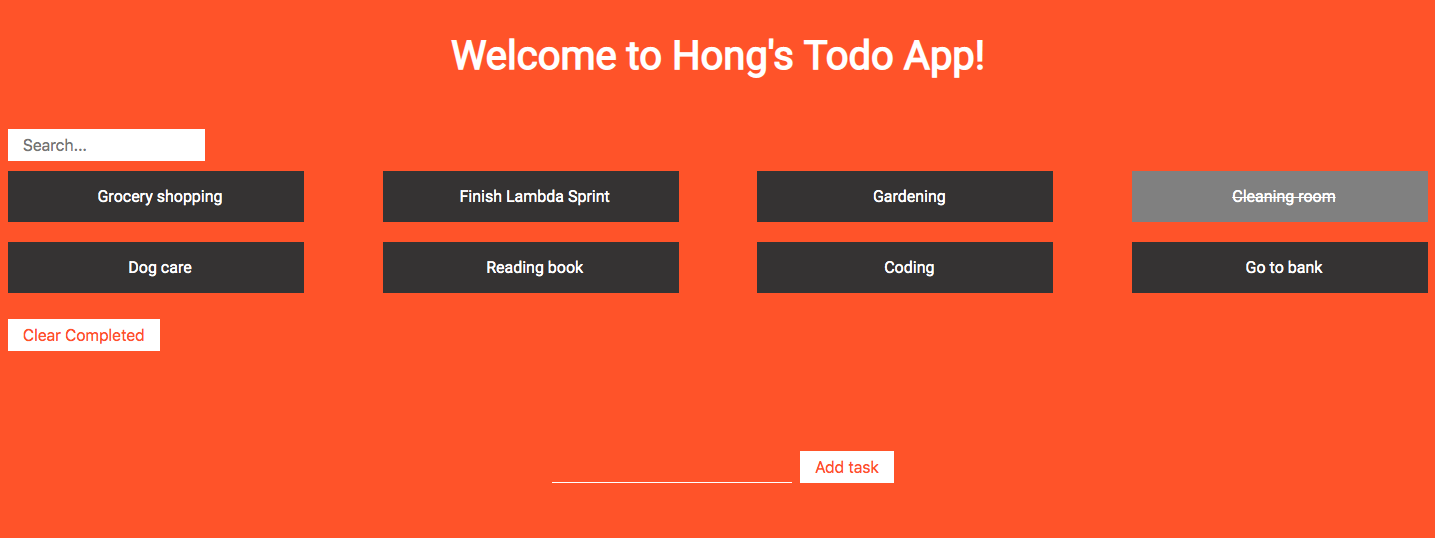 Welcome to Hong's Todo App!
Search...
Grocery shopping
Finish Lambda Sprint
Gardening
Cleaning room
Dog care
Reading book
Coding
Go to bank
Clear Completed
Add task